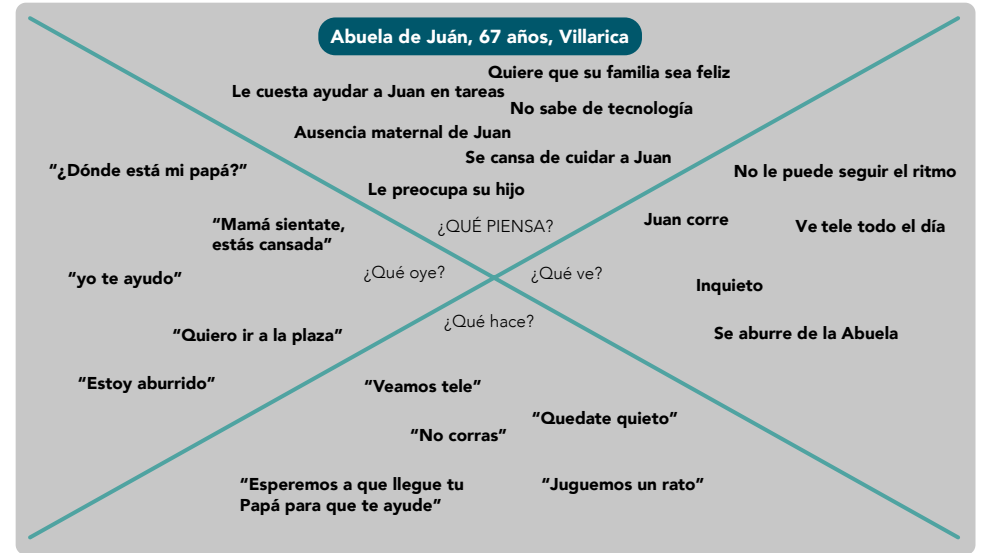 Abuela de Juán, 67 años, Villarica
Quiere que su familia sea feliz
Le cuesta ayudar a Juan en tareas
No sabe de tecnología
Ausencia maternal de Juan
Se cansa de cuidar a Juan
Le preocupa su hijo
¿QUÉ PIENSA?
“¿Dónde está mi papá?”
“Mamá sientate,
estás cansada”
¿Qué oye?
“yo te ayudo”
“Quiero ir a la plaza”
“Estoy aburrido”
No le puede seguir el ritmo
Juan corre
Ve tele todo el día
¿Qué ve?
Inquieto
Se aburre de la Abuela
¿Qué hace?
“Veamos tele”
“Quedate quieto”
“No corras”
“Esperemos a que llegue tu
Papá para que te ayude”
“Juguemos un rato”